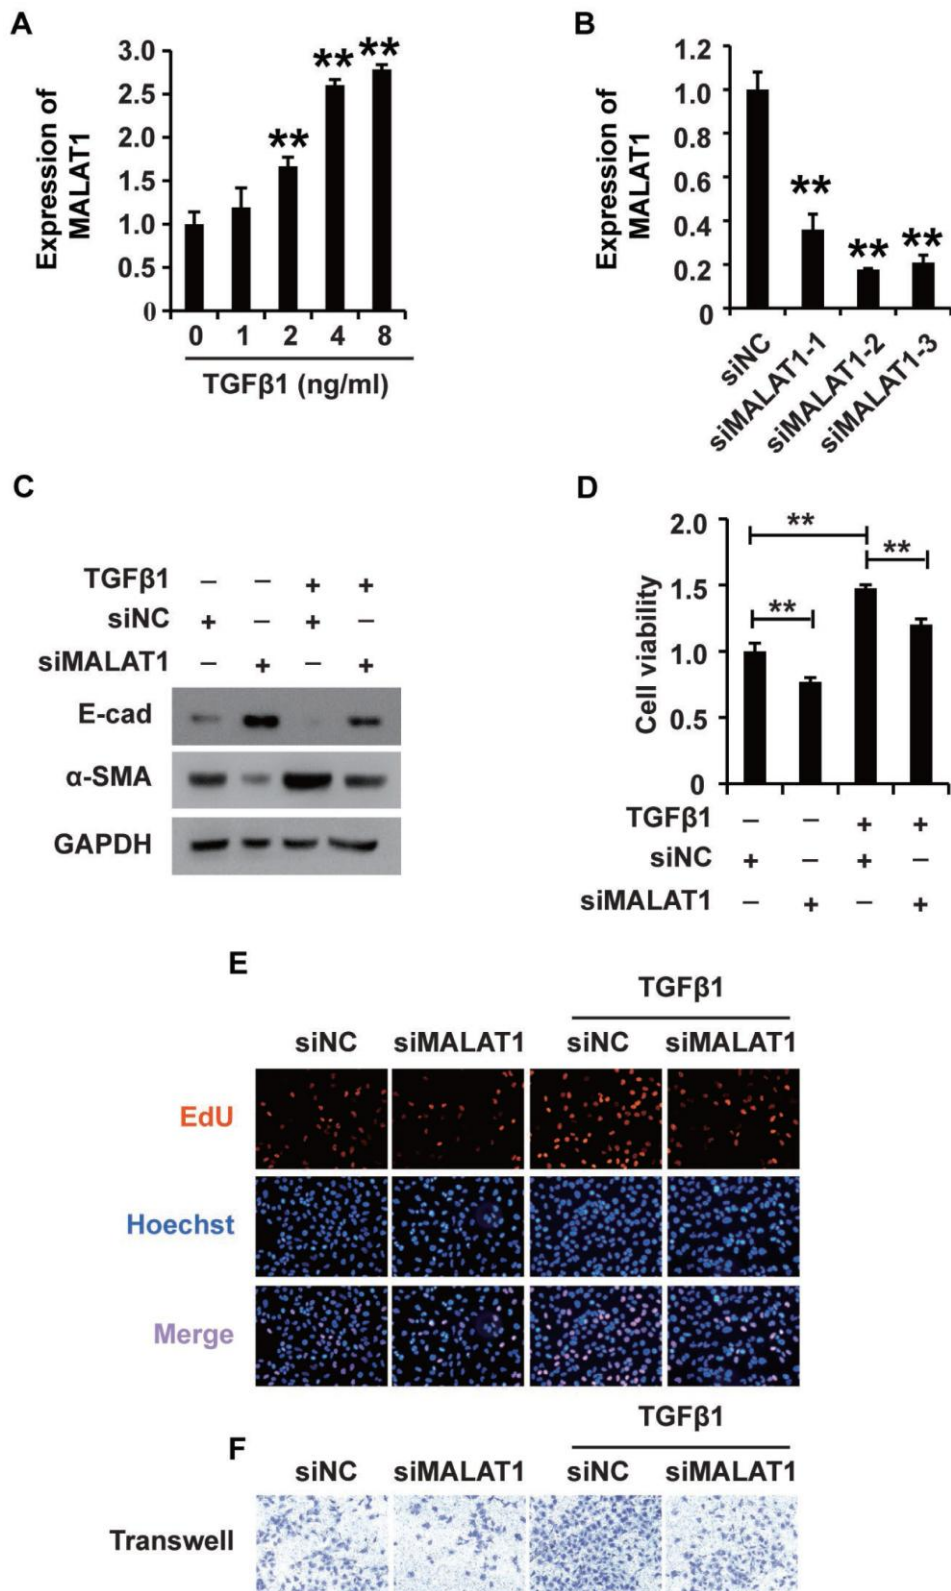 A
Expression of
MALAT1
3.0
2.5
2.0
1.5
1.0
0.5
0
**
**
**
0
1
2
4
8
TGFβ1 (ng/ml)
B
Expression of
MALAT1
1.2
1.0
0.8
0.6
0.4
0.2
0
**
**
**
siNC
siMALAT1-1
siMALAT1-2
siMALAT1-3
C
TGFβ1 – – + +
siNC + – + –
siMALAT1 – + – +
E-cad
α-SMA
GAPDH
D
Cell viability
2.0
1.5
1.0
0.5
0
**
**
**
TGFβ1 – – + +
siNC + – + –
siMALAT1 – + – +
E
TGFβ1
siNC siMALAT1 siNC siMALAT1
EdU
Hoechst
Merge
TGFβ1
F
siNC siMALAT1 siNC siMALAT1
Transwell